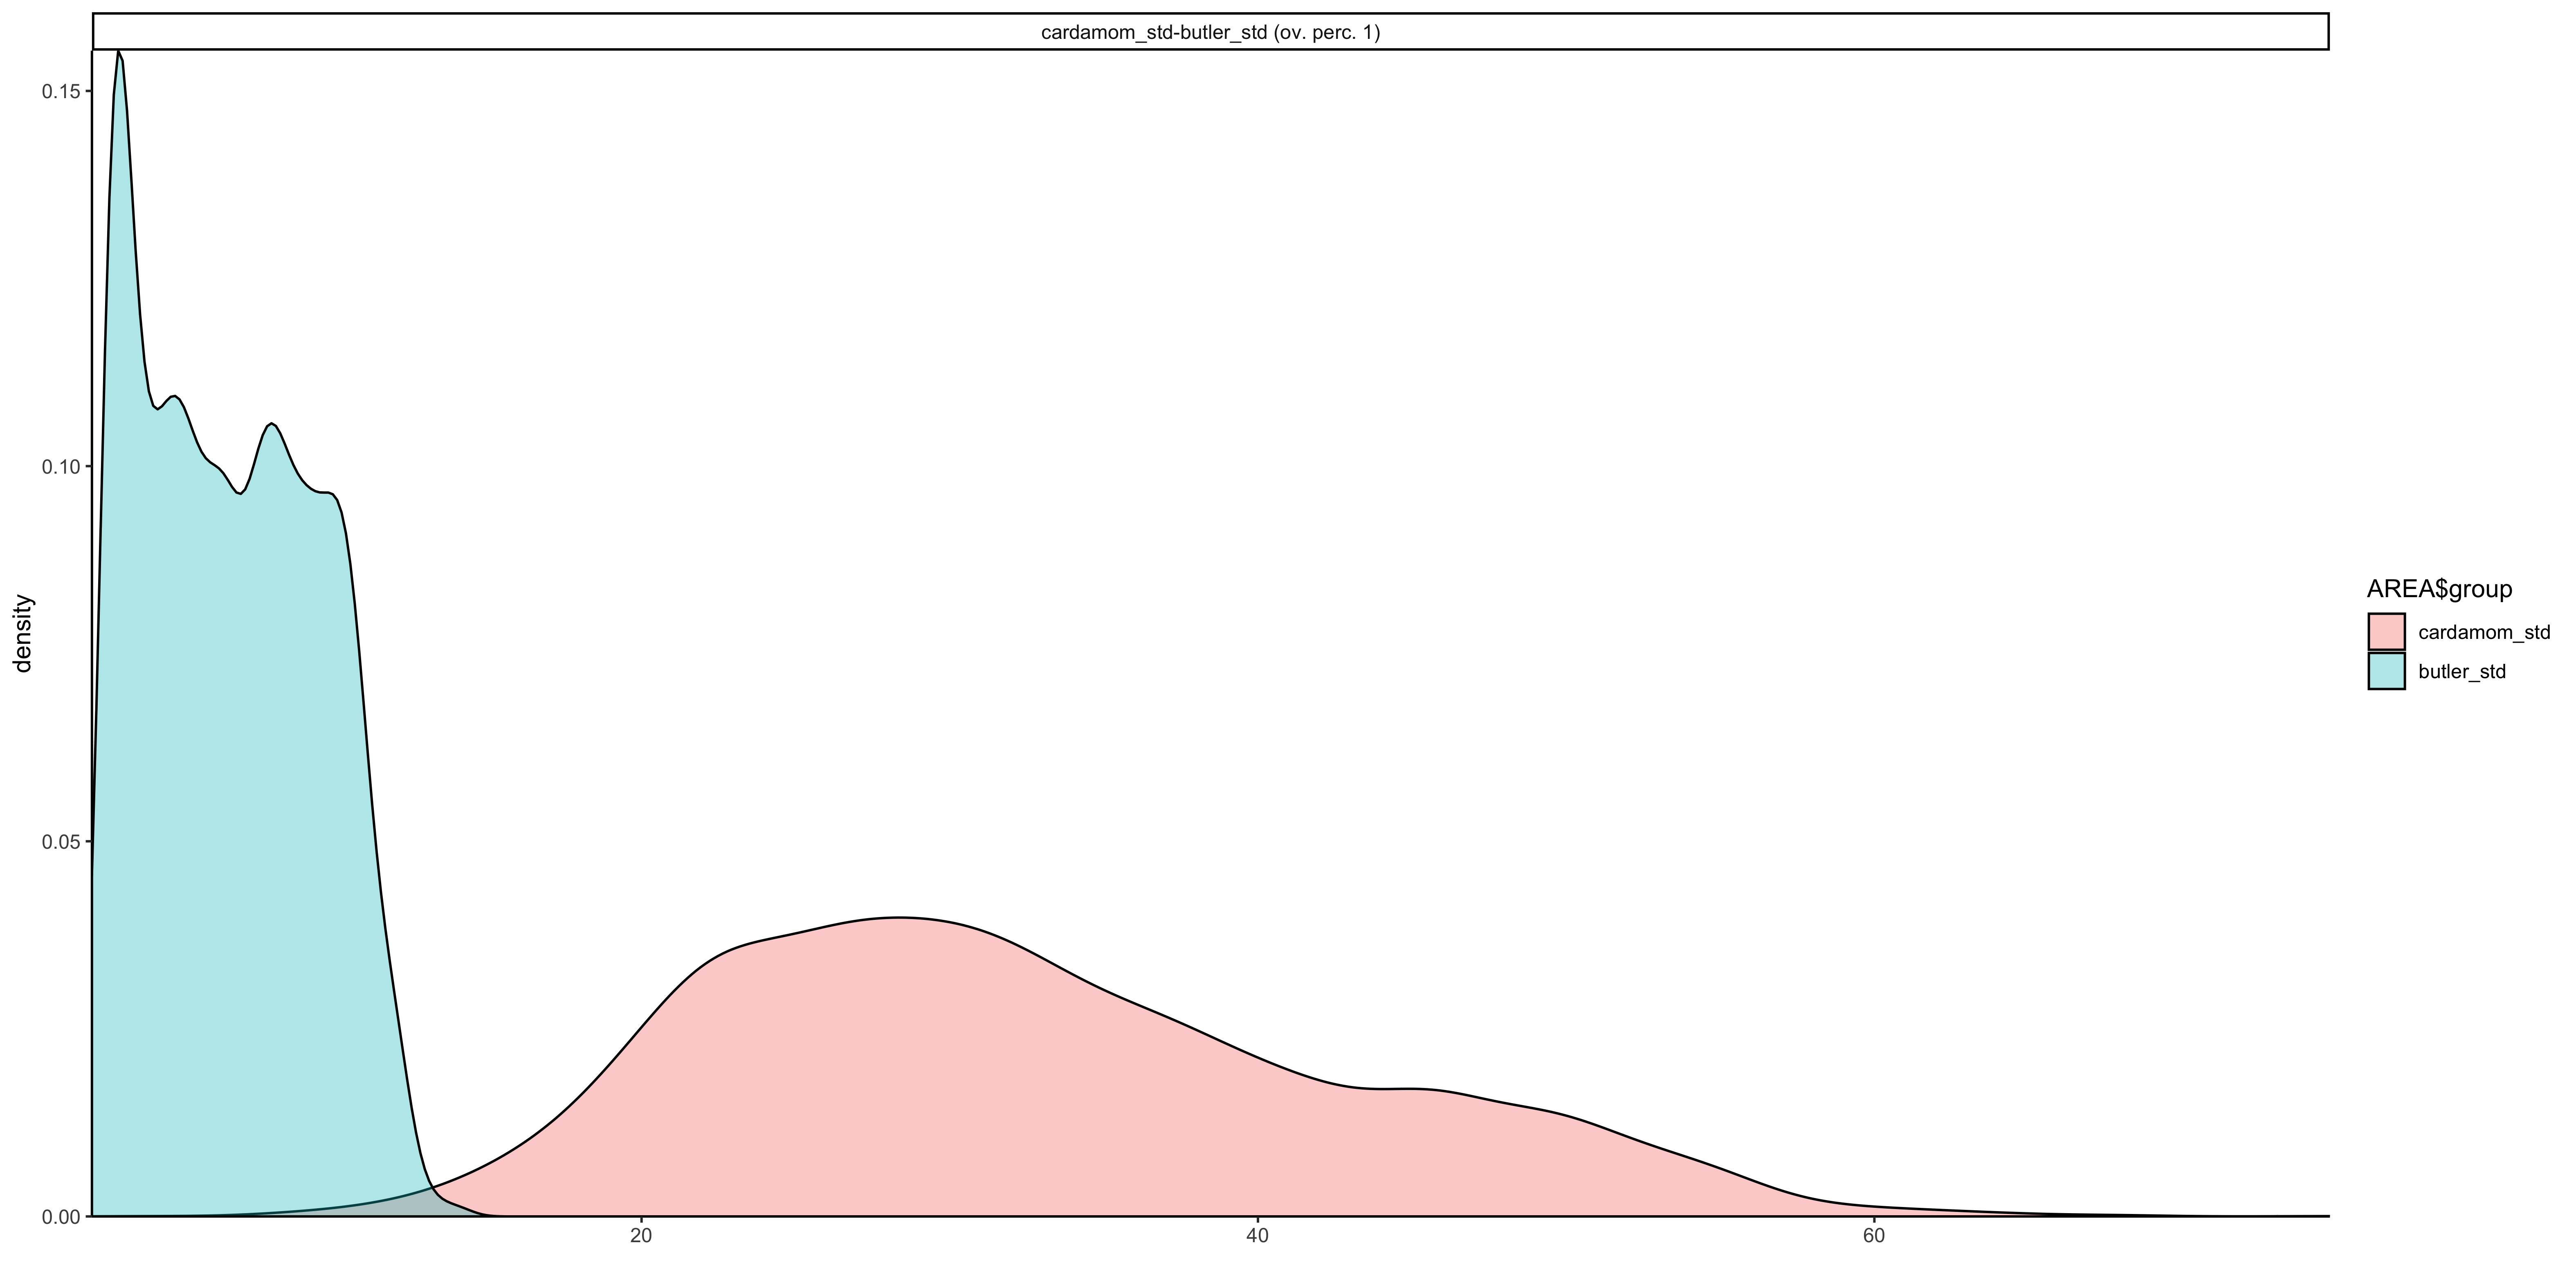 cardamom_std-butler_std (ov. perc. 1)
0.15
0.10
0.05
0.00
density
20
40
60
AREA$group
cardamom_std
butler_std